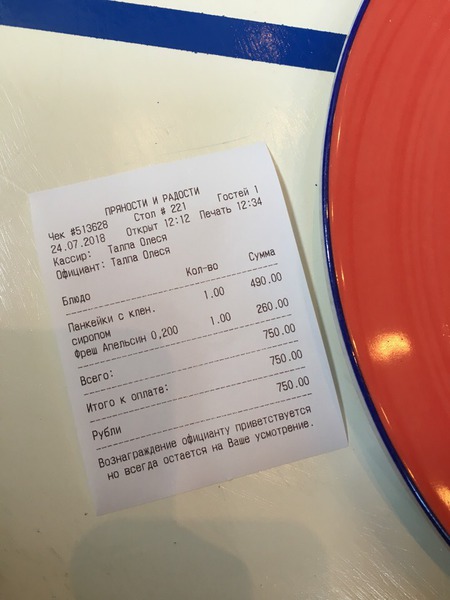 ПРЯНОСТИ И РАДОСТИ
Чек #513628 Стол # 221 Гостей 1
24.07.2018 Открыт 12:12 Печать 12:34
Кассир: Талпа Олеся
Официант: Талпа Олеся
Блюдо Кол-во Сумма
Панкейки с клен. 1.00 490.00
сиропом
Фреш Апельсин 0,200 1.00 260.00
Всего: 750.00
Итого к оплате: 750.00
Рубли 750.00
Вознаграждение официанту приветствуется
но всегда остается на Ваше усмотрение.